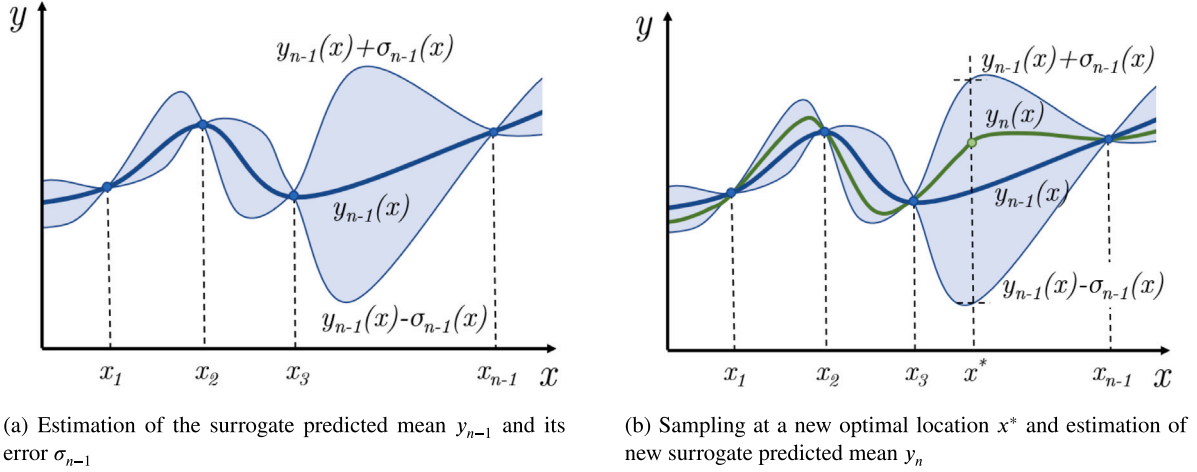 y
yₙ₋₁(x)+σₙ₋₁(x)
yₙ₋₁(x)
yₙ₋₁(x)-σₙ₋₁(x)
x₁ x₂ x₃ xₙ₋₁ x
(a) Estimation of the surrogate predicted mean yₙ₋₁ and its
error σₙ₋₁
y
yₙ₋₁(x)+σₙ₋₁(x)
yₙ(x)
yₙ₋₁(x)
yₙ₋₁(x)-σₙ₋₁(x)
x₁ x₂ x₃ x* xₙ₋₁ x
(b) Sampling at a new optimal location x* and estimation of
new surrogate predicted mean yₙ